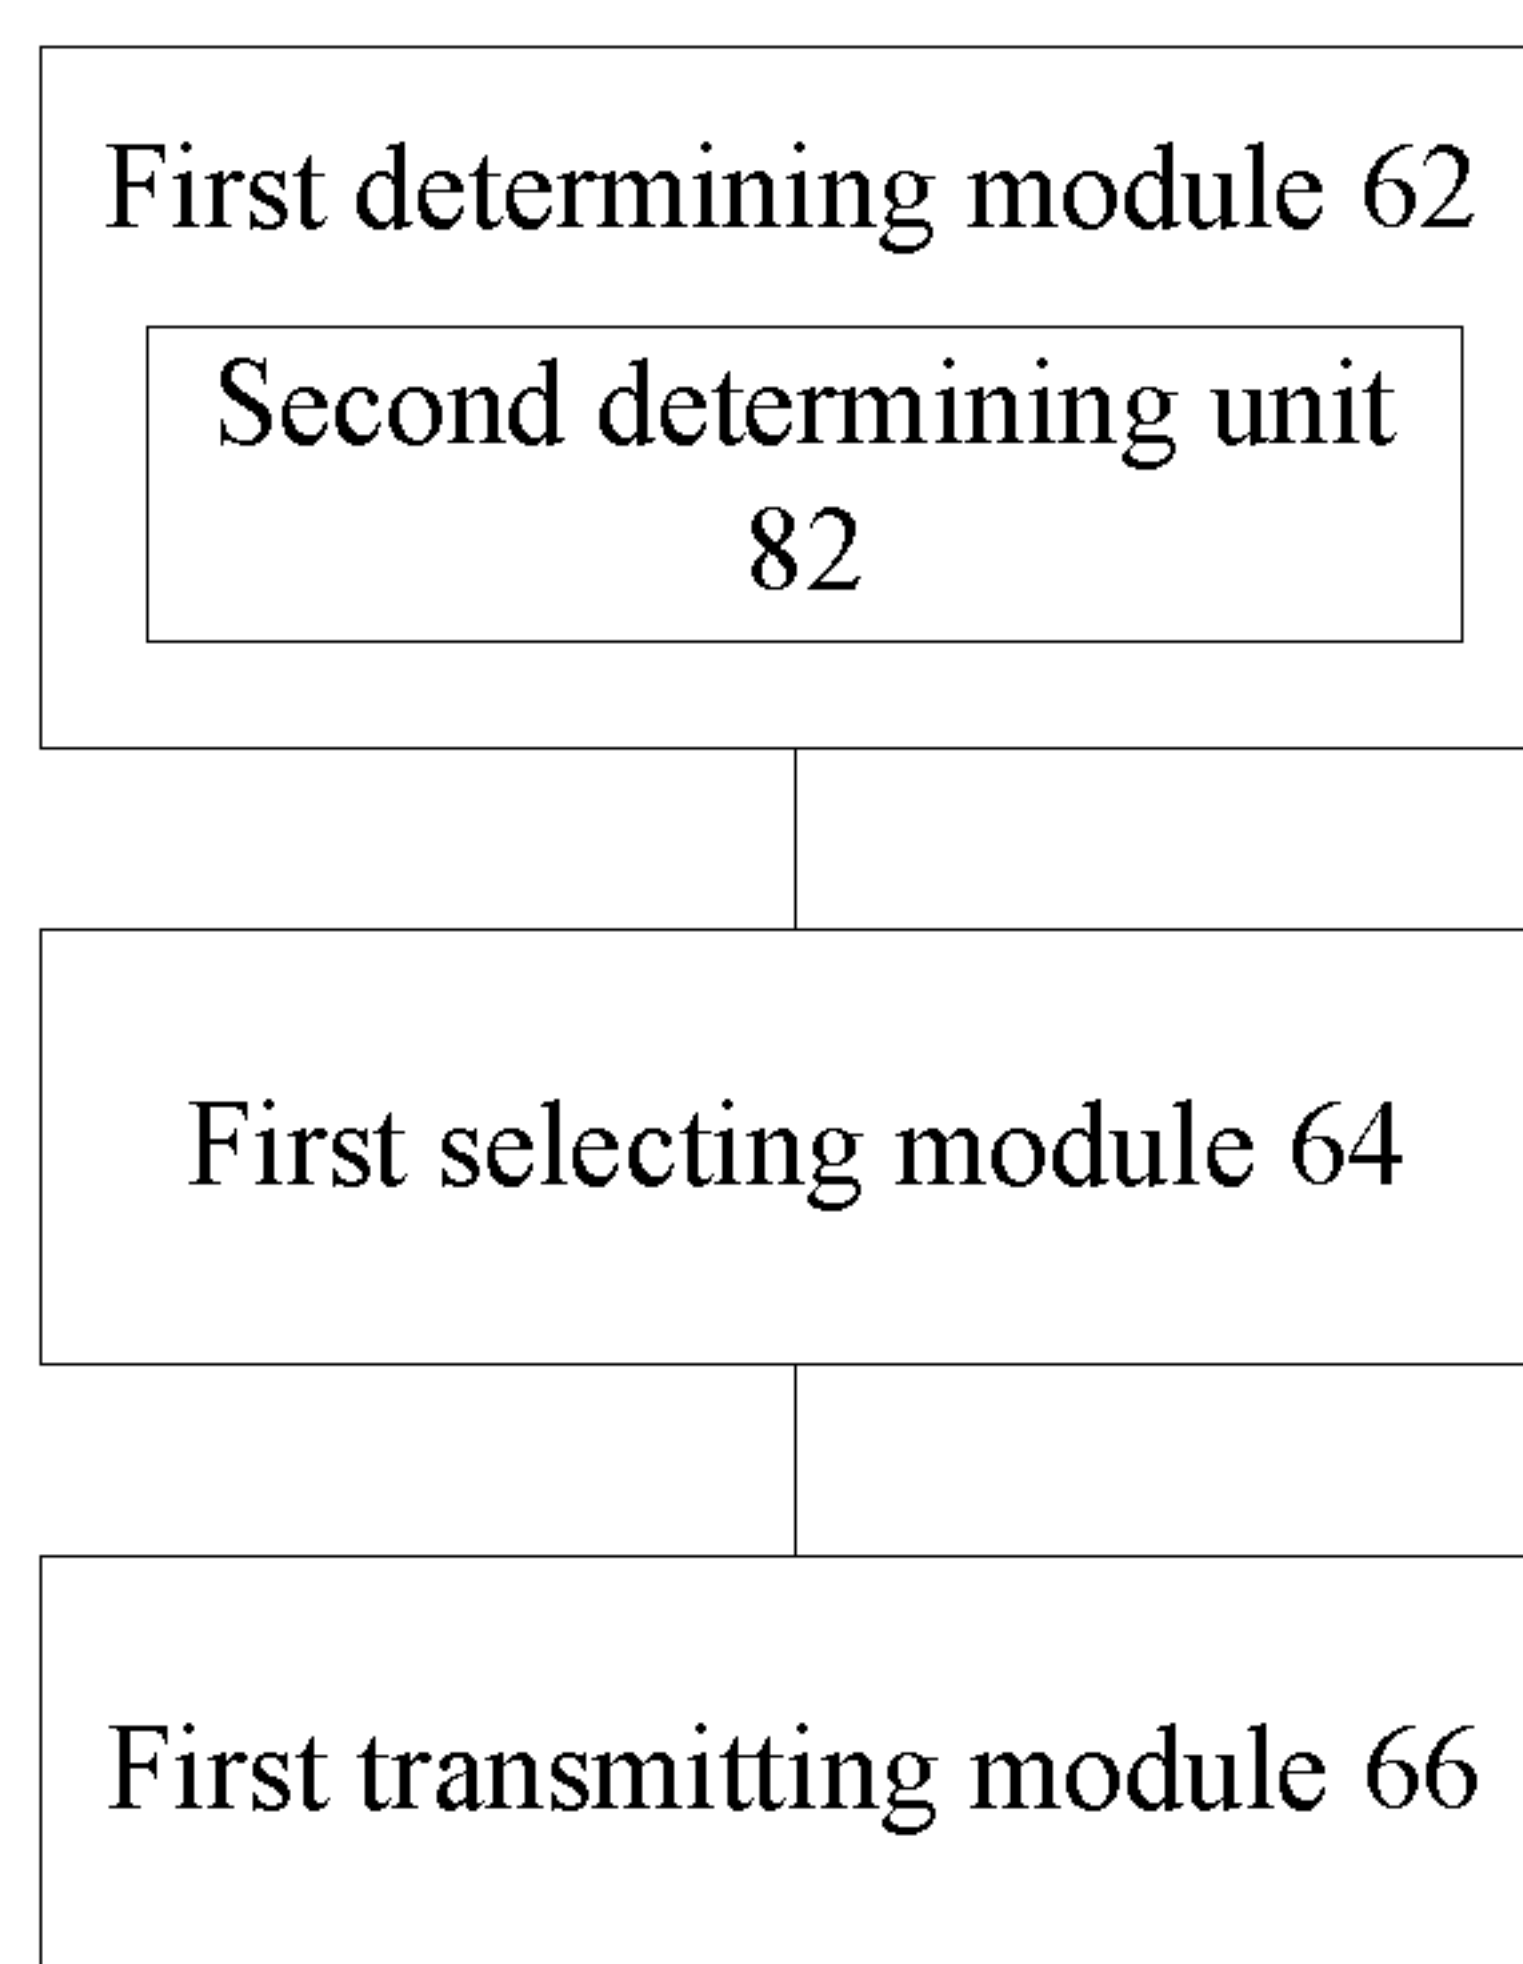 First determining module 62
Second determining unit
82
First selecting module 64
First transmitting module 66